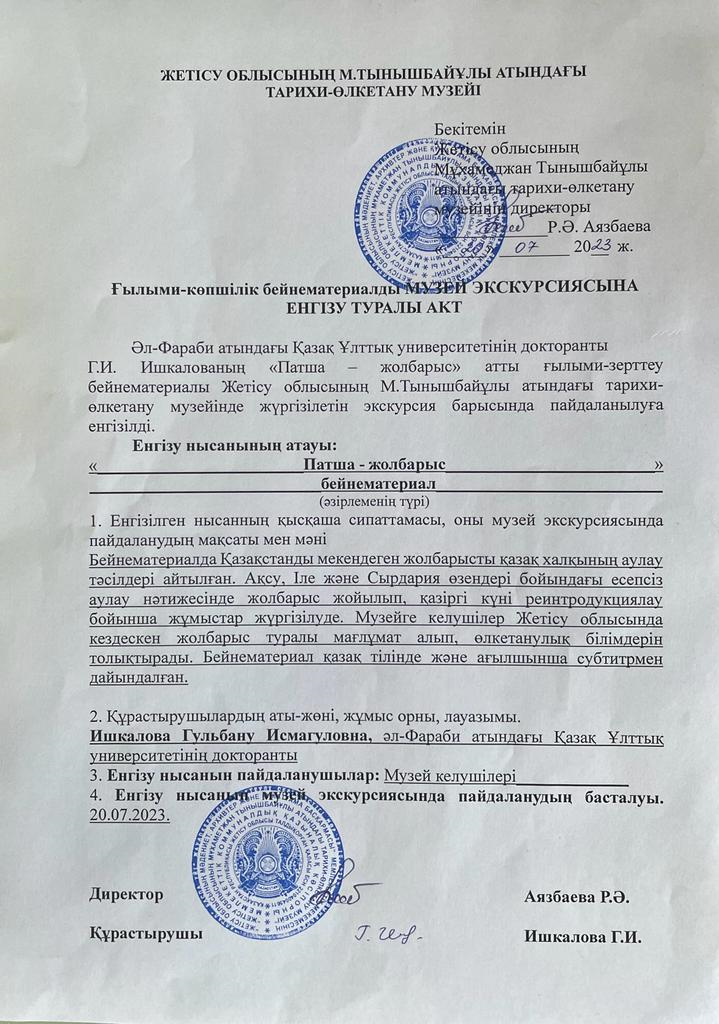 ЖЕТІСУ ОБЛЫСЫНЫҢ М.ТЫНЫШБАЙҰЛЫ АТЫНДАҒЫ
ТАРИХИ-ӨЛКЕТАНУ МУЗЕЙІ
Бекітемін
Жетісу облысының
Мұхамеджан Тынышбайұлы
атындағы тарихи-өлкетану
музейінің директоры
Р.Ә. Аязбаева
07 2023 ж.
Ғылыми-көпшілік бейнематериалды МУЗЕЙ ЭКСКУРСИЯСЫНА
ЕНГІЗУ ТУРАЛЫ АКТ
Әл-Фараби атындағы Қазақ Ұлттық университетінің докторанты
Г.И. Ишкалованың «Патша – жолбарыс» атты ғылыми-зерттеу
бейнематериалы Жетісу облысының М.Тынышбайұлы атындағы тарихи-
өлкетану музейінде жүргізілетін экскурсия барысында пайдаланылуға
енгізілді.
Енгізу нысанының атауы:
« Патша - жолбарыс »
бейнематериал
(әзірлеменің түрі)
1. Енгізілген нысанның қысқаша сипаттамасы, оны музей экскурсиясында
пайдаланудың мақсаты мен мәні
Бейнематериалда Қазақстанды мекендеген жолбарысты қазақ халқының аулау
тәсілдері айтылған. Ақсу, Іле және Сырдария өзендері бойындағы есепсіз
аулау нәтижесінде жолбарыс жойылып, қазіргі күні реинтродукциялау
бойынша жұмыстар жүргізілуде. Музейге келушілер Жетісу облысында
кездескен жолбарыс туралы мағлұмат алып, өлкетанулық білімдерін
толықтырады. Бейнематериал қазақ тілінде және ағылшынша субтитрмен
дайындалған.
2. Құрастырушылардың аты-жөні, жұмыс орны, лауазымы.
Ишкалова Гульбану Исмагуловна, әл-Фараби атындағы Қазақ Ұлттық
университетінің докторанты
3. Енгізу нысанын пайдаланушылар: Музей келушілері
4. Енгізу нысанын музей экскурсиясында пайдаланудың басталуы.
20.07.2023.
Директор Аязбаева Р.Ә.
Құрастырушы Ишкалова Г.И.